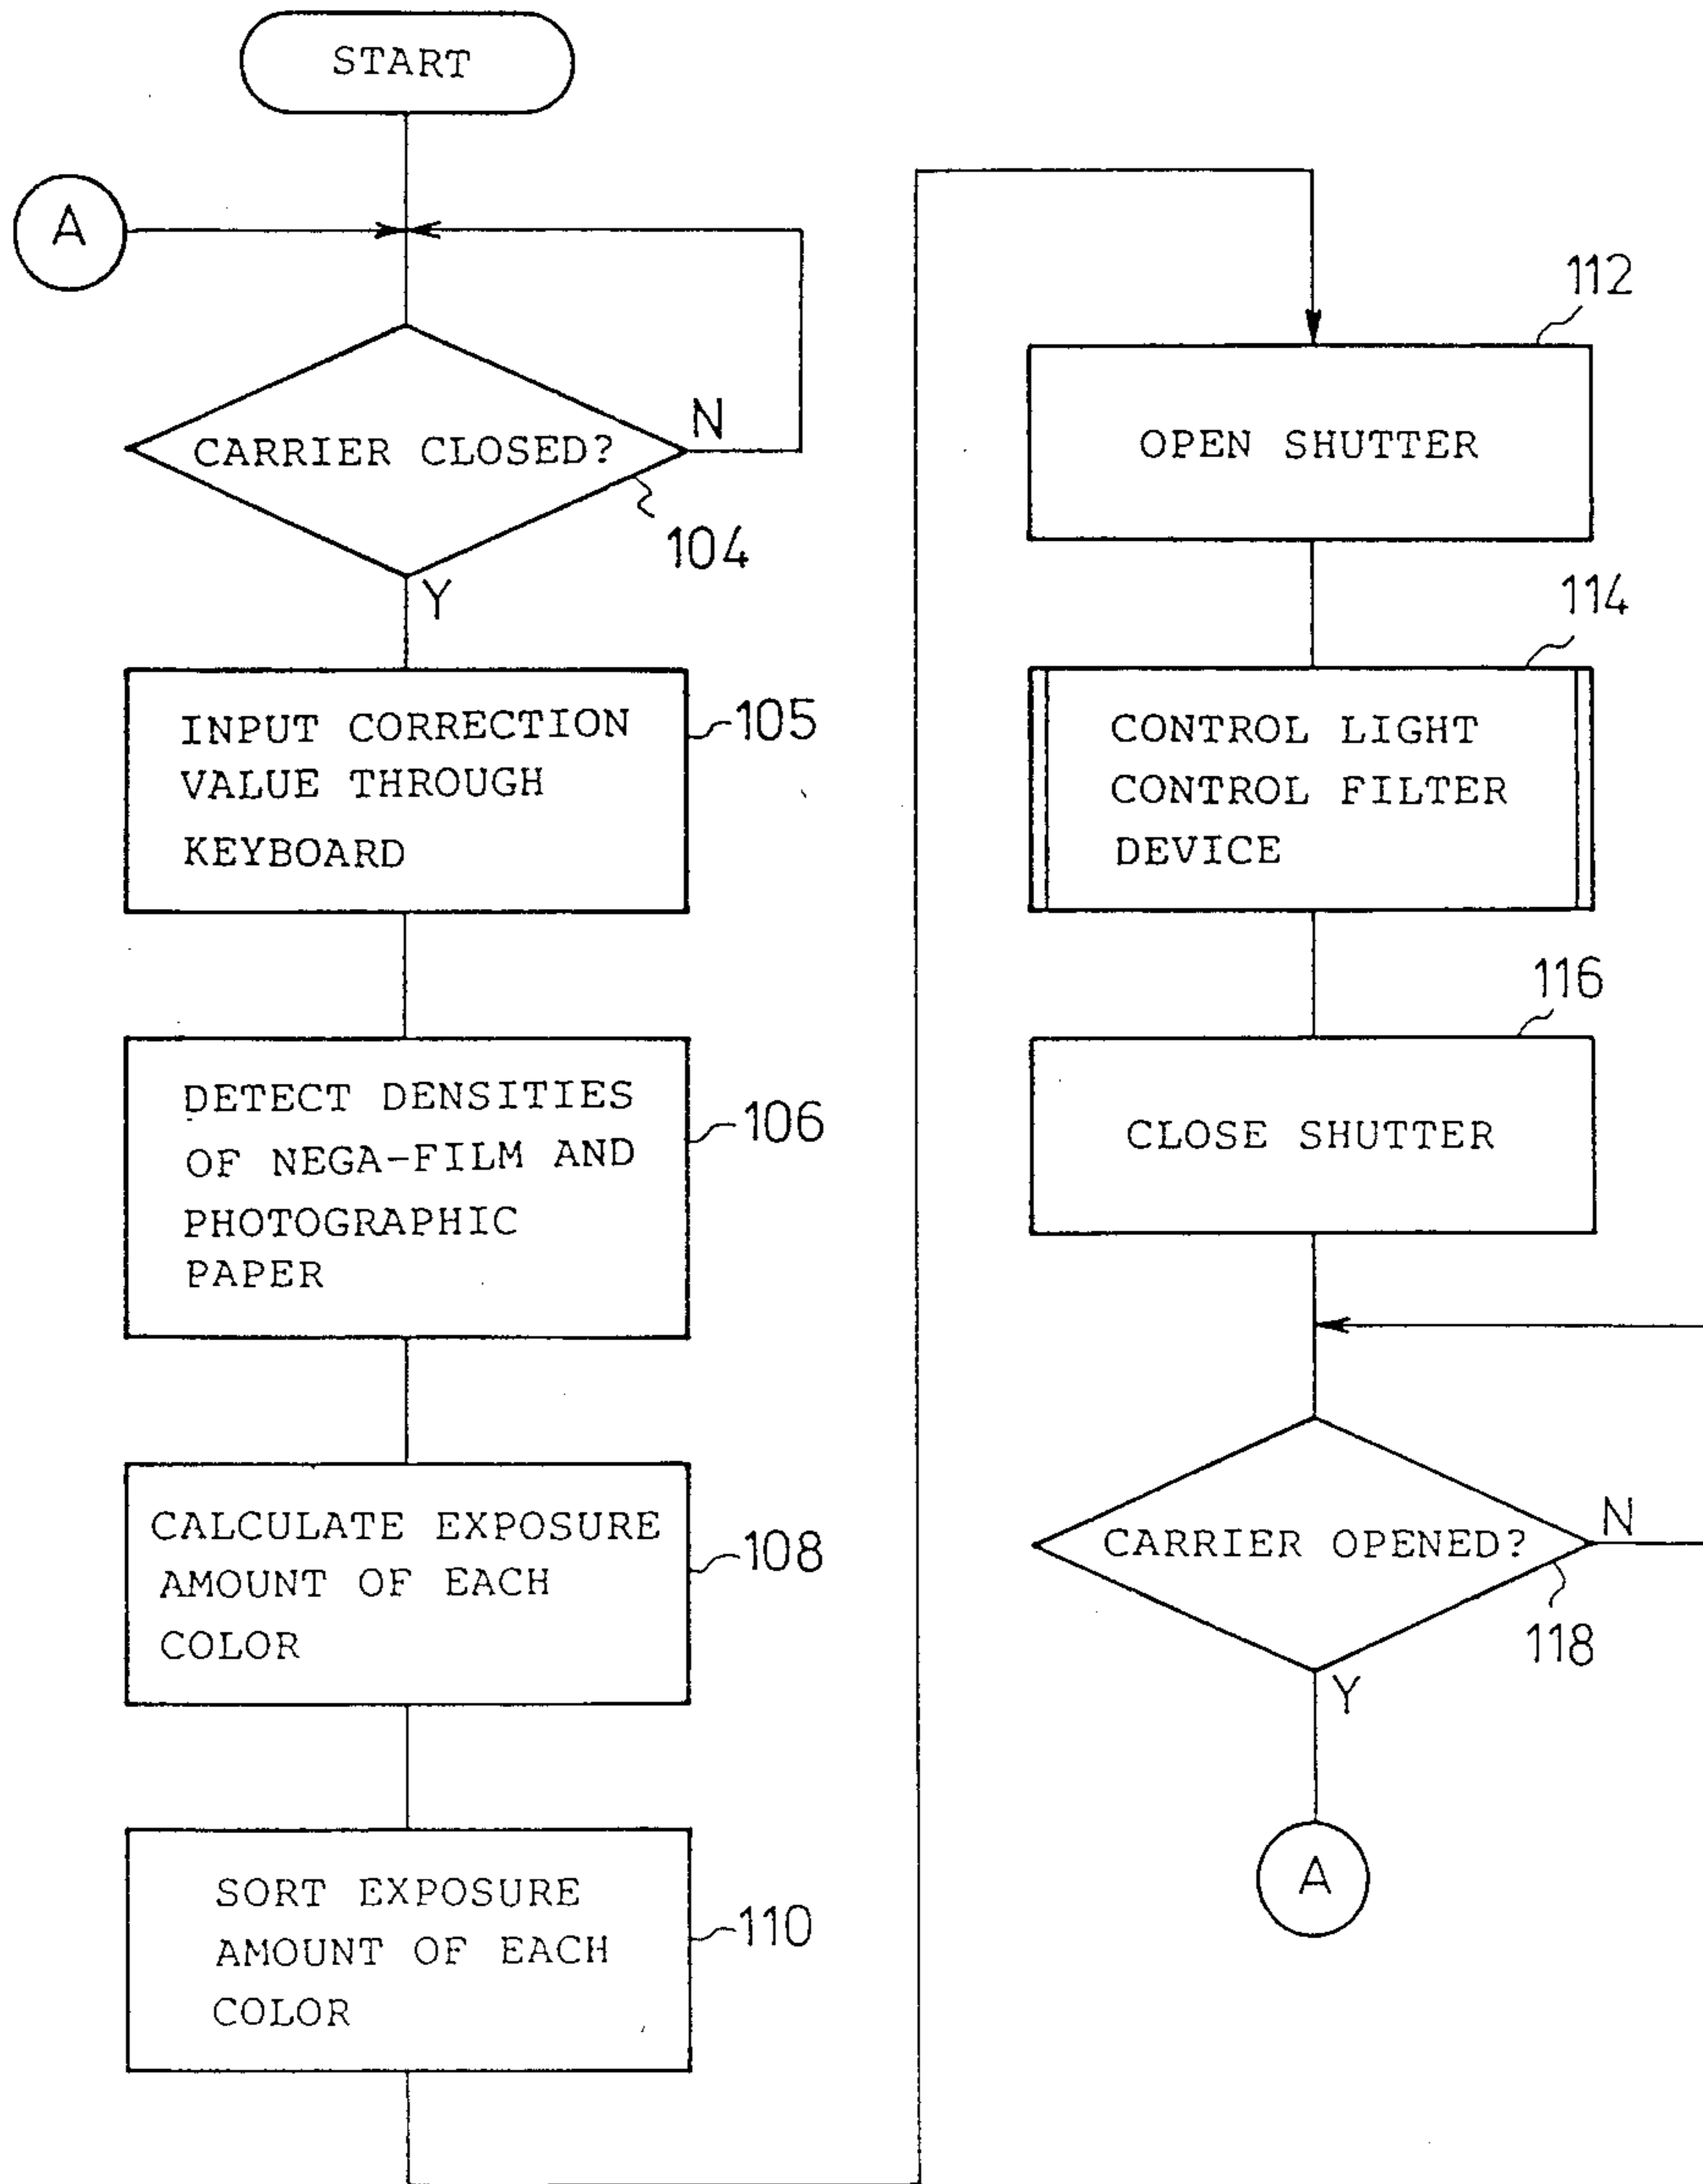 START
A
CARRIER CLOSED?
N
104
Y
INPUT CORRECTION
VALUE THROUGH
KEYBOARD
105
DETECT DENSITIES
OF NEGA-FILM AND
PHOTOGRAPHIC
PAPER
106
CALCULATE EXPOSURE
AMOUNT OF EACH
COLOR
108
SORT EXPOSURE
AMOUNT OF EACH
COLOR
110
112
OPEN SHUTTER
114
CONTROL LIGHT
CONTROL FILTER
DEVICE
116
CLOSE SHUTTER
CARRIER OPENED?
N
118
Y
A